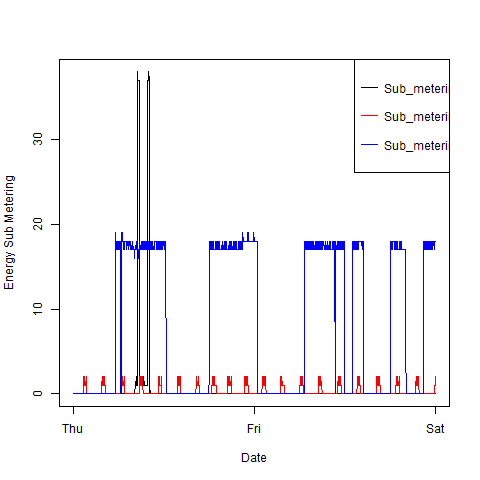 Sub_meteri
Sub_meteri
Sub_meteri
Energy Sub Metering
30
20
10
0
Thu
Fri
Sat
Date